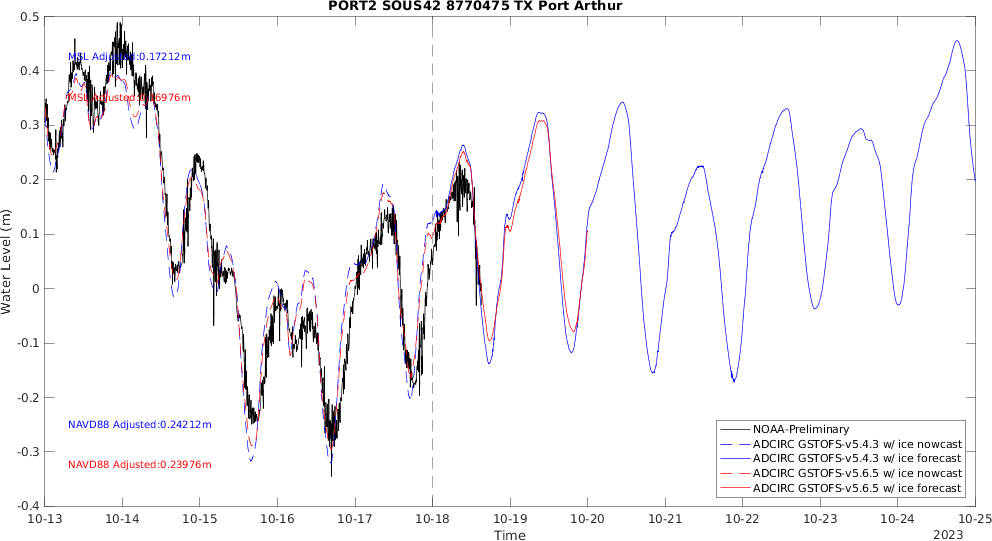 PORT2 SOUS42 8770475 TX Port Arthur
0.5
0.4
0.3
0.2
0.1
0
-0.1
-0.2
-0.3
-0.4
Water Level (m)
MSL Adjusted:0.17212m
MSL Adjusted:0.16976m
NAVD88 Adjusted:0.24212m
NAVD88 Adjusted:0.23976m
NOAA-Preliminary
ADCIRC GSTOFS-v5.4.3 w/ ice nowcast
ADCIRC GSTOFS-v5.4.3 w/ ice forecast
ADCIRC GSTOFS-v5.6.5 w/ ice nowcast
ADCIRC GSTOFS-v5.6.5 w/ ice forecast
10-13 10-14 10-15 10-16 10-17 10-18 10-19 10-20 10-21 10-22 10-23 10-24 10-25
Time
2023